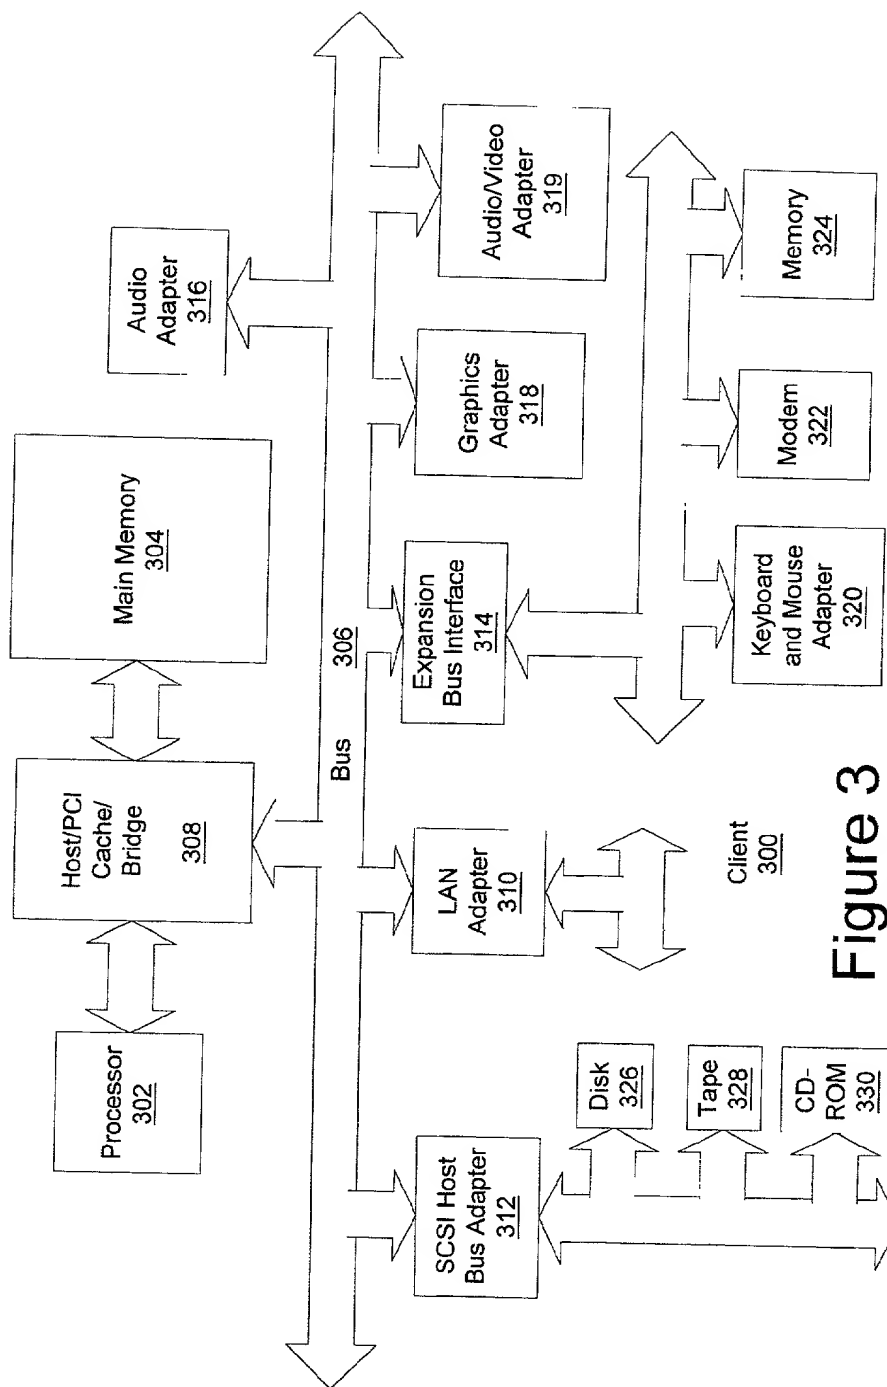 Processor
302
Host/PCI
Cache/
Bridge
308
Main Memory
304
Audio
Adapter
316
Bus
306
SCSI Host
Bus Adapter
312
LAN
Adapter
310
Expansion
Bus Interface
314
Graphics
Adapter
318
Audio/Video
Adapter
319
Disk
326
Tape
328
CD-
ROM
330
Client
300
Keyboard
and Mouse
Adapter
320
Modem
322
Memory
324
Figure 3